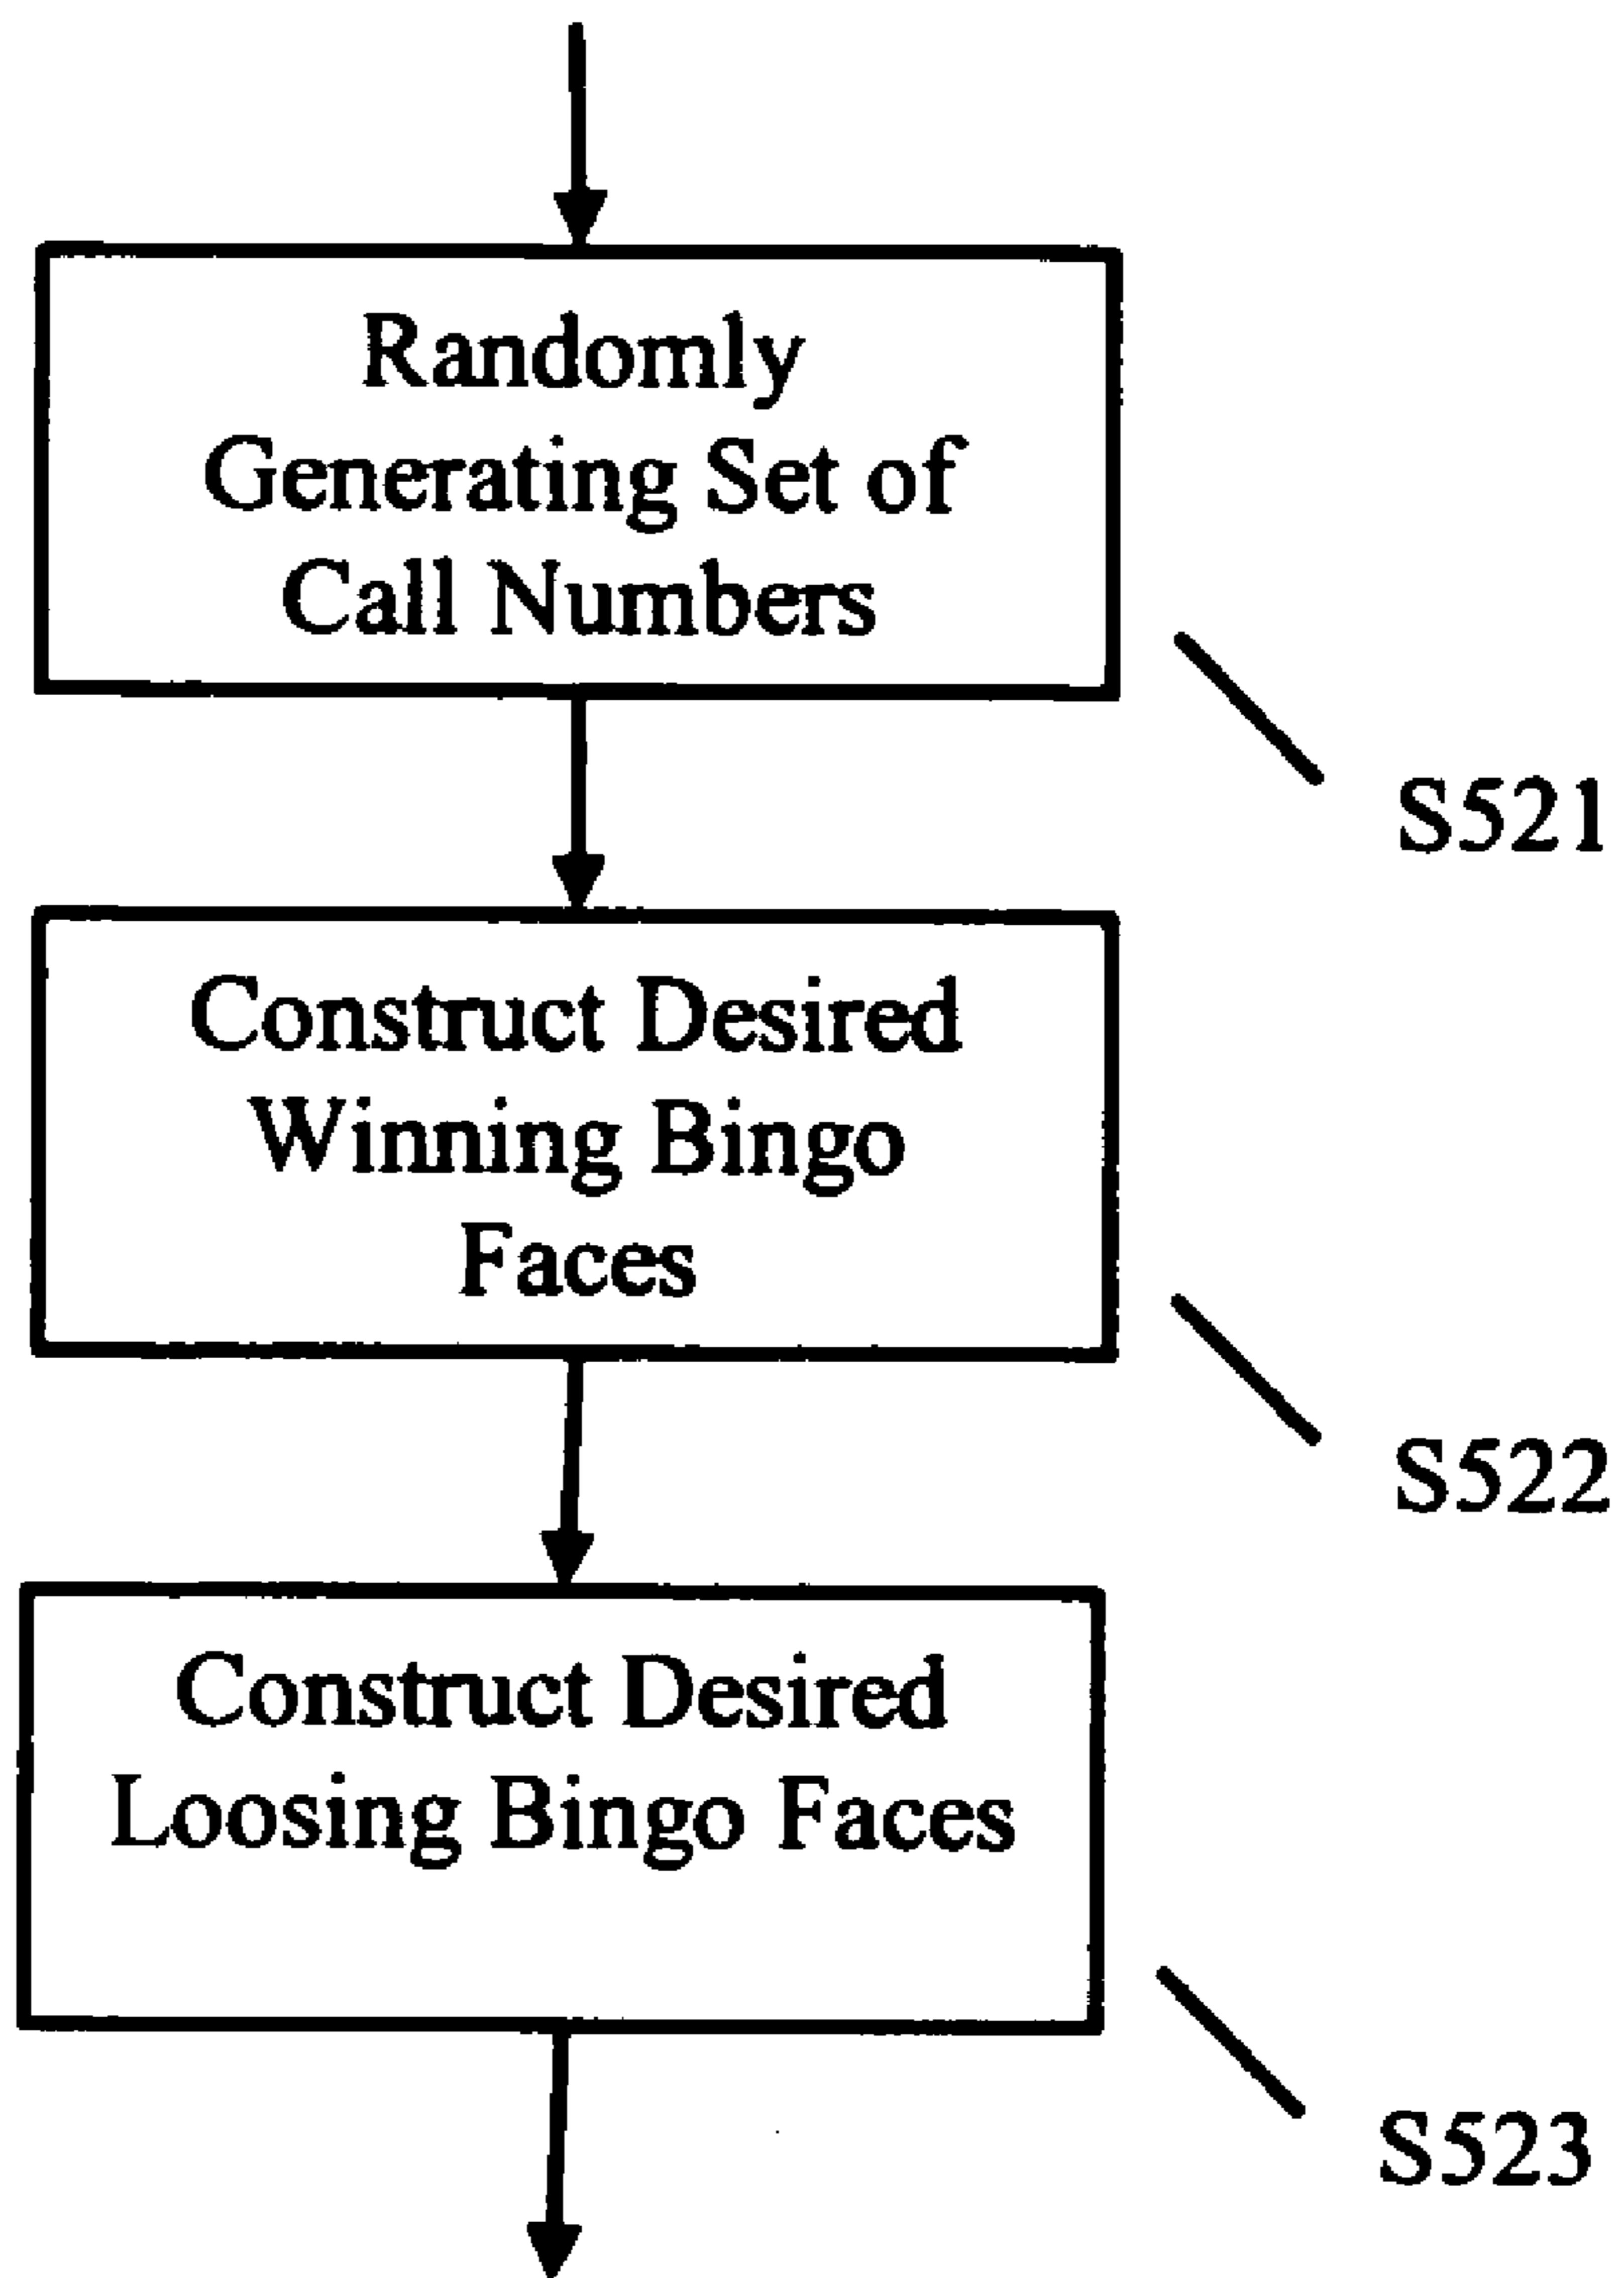 Randomly
Generating Set of
Call Numbers
S521
Construct Desired
Winning Bingo
Faces
S522
Construct Desired
Loosing Bingo Faces
S523